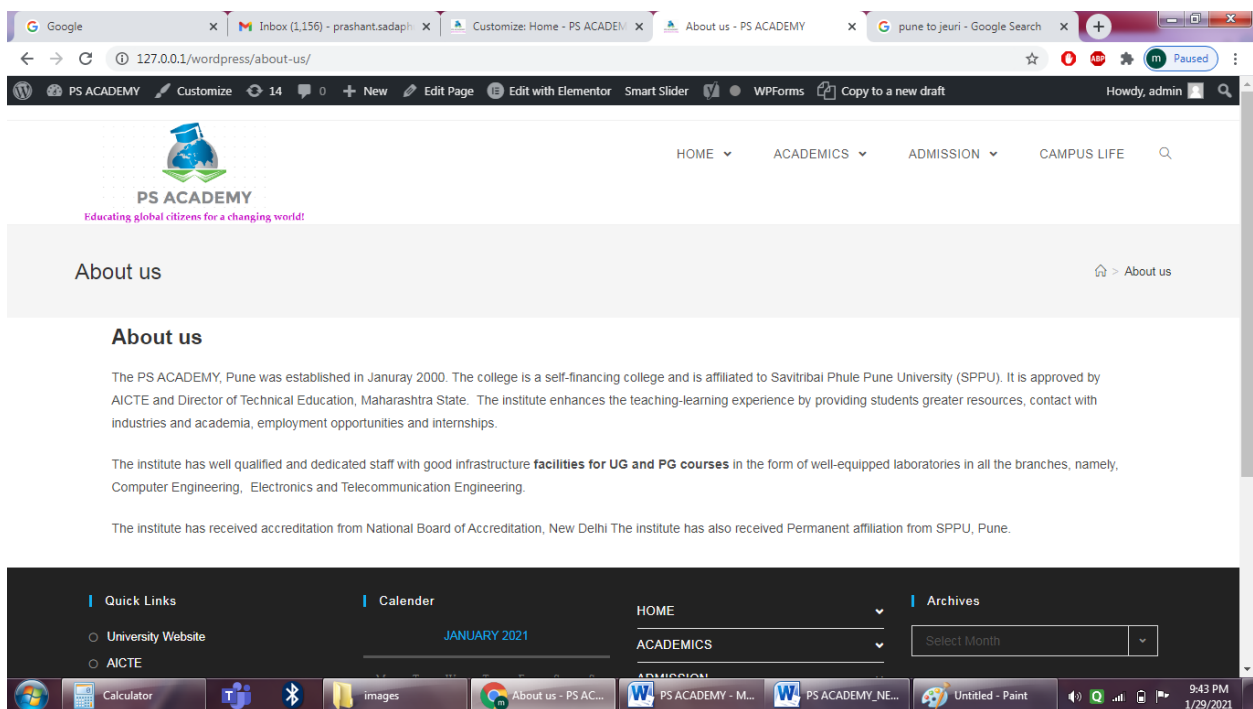 Google
Inbox (1,156) - prashant.sadaph
Customize: Home - PS ACADEM
About us - PS ACADEMY
pune to jeuri - Google Search
127.0.0.1/wordpress/about-us/
ABP
m Paused
PS ACADEMY Customize 14 0 New Edit Page Edit with Elementor Smart Slider WPForms Copy to a new draft Howdy, admin
HOME ACADEMICS ADMISSION CAMPUS LIFE
PS ACADEMY
Educating global citizens for a changing world!
About us
> About us
About us
The PS ACADEMY, Pune was established in Januray 2000. The college is a self-financing college and is affiliated to Savitribai Phule Pune University (SPPU). It is approved by
AICTE and Director of Technical Education, Maharashtra State. The institute enhances the teaching-learning experience by providing students greater resources, contact with
industries and academia, employment opportunities and internships.
The institute has well qualified and dedicated staff with good infrastructure facilities for UG and PG courses in the form of well-equipped laboratories in all the branches, namely,
Computer Engineering, Electronics and Telecommunication Engineering.
The institute has received accreditation from National Board of Accreditation, New Delhi The institute has also received Permanent affiliation from SPPU, Pune.
Quick Links
University Website
AICTE
Calender
JANUARY 2021
HOME
ACADEMICS
ADMISSION
Archives
Select Month
Calculator
images
About us - PS AC...
PS ACADEMY - M...
PS ACADEMY_NE...
Untitled - Paint
9:43 PM
1/29/2021